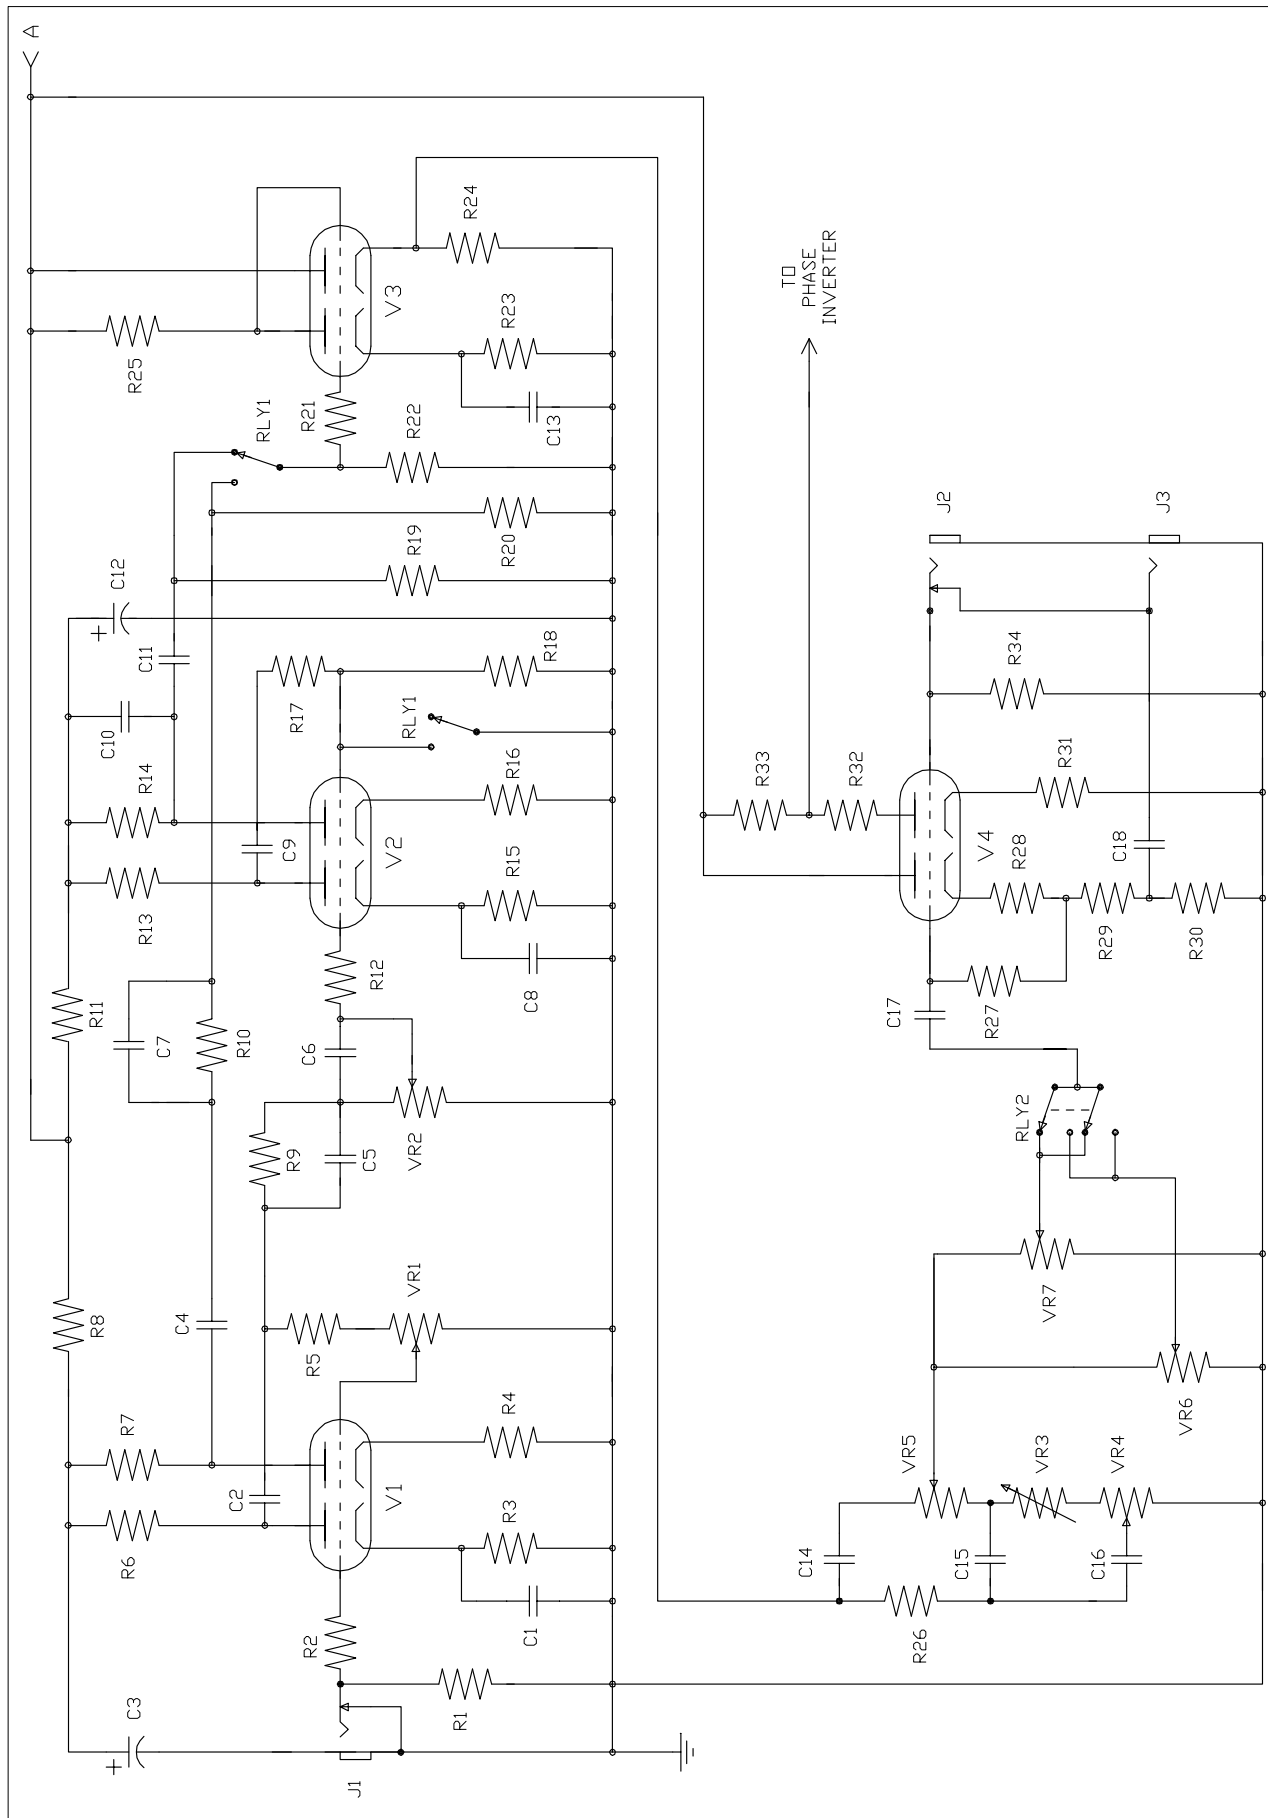 A
C3
R6
R7
R8
R11
R13
R14
C10
C12
R25
C7
C4
R10
C11
C2
R9
C9
R17
RLY1
J1
R2
V1
R5
VR1
C5
C6
VR2
R12
V2
RLY1
R18
R19
R20
R21
R22
V3
R1
C1
R3
R4
C8
R15
R16
C13
R23
R24
TO
PHASE
INVERTER
R33
R32
R26
C14
C15
C16
VR5
VR3
VR4
VR6
VR7
RLY2
C17
R27
V4
R28
R29
R30
C18
R31
R34
J2
J3